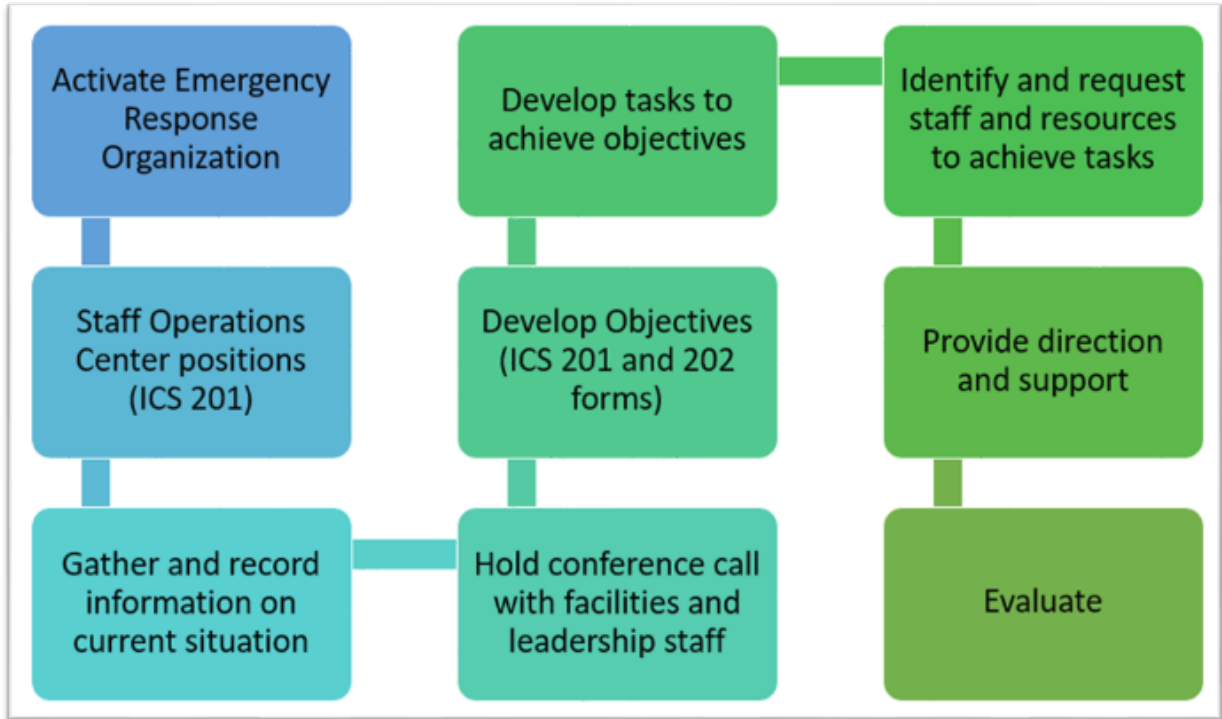 Activate Emergency
Response
Organization
Staff Operations
Center positions
(ICS 201)
Gather and record
information on
current situation
Hold conference call
with facilities and
leadership staff
Develop Objectives
(ICS 201 and 202
forms)
Develop tasks to
achieve objectives
Identify and request
staff and resources
to achieve tasks
Provide direction
and support
Evaluate